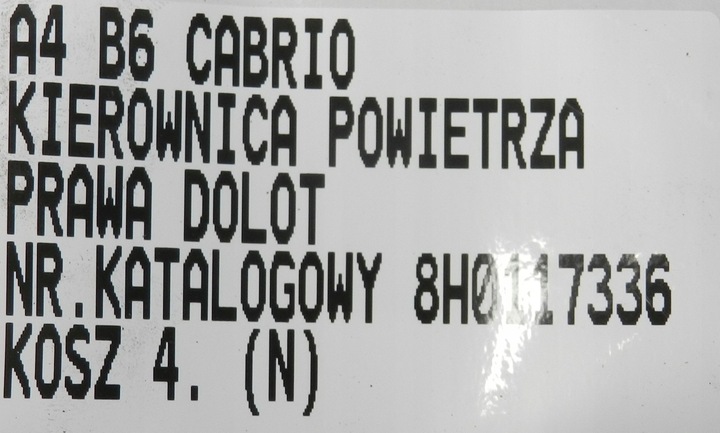 A4 B6 CABRIO
KIEROWNICA POWIETRZA
PRAWA DOLOT
NR.KATALOGOWY 8H0117336
KOSZ 4. (N)